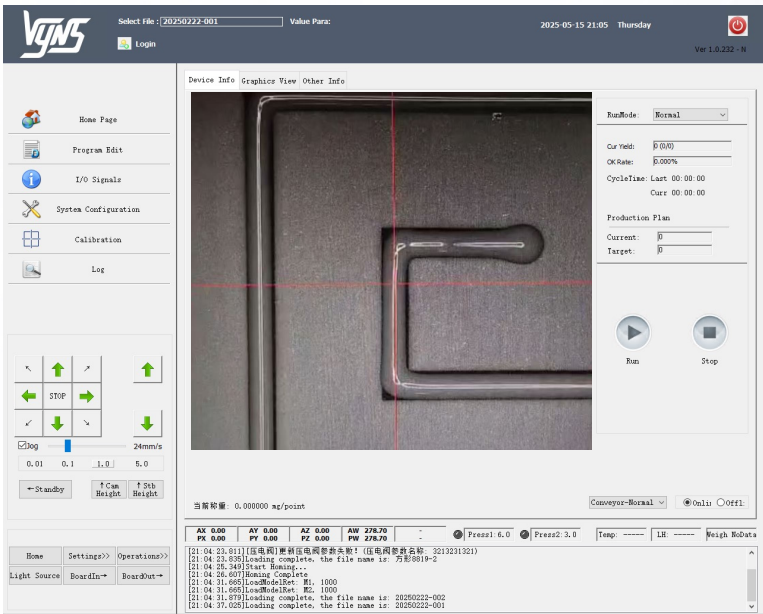 VYNS
Select File : 20250222-001
Value Para:
2025-05-15 21:05 Thursday
Login
Ver 1.0.232 - N
Device Info Graphics View Other Info
Home Page
Program Edit
I/O Signals
System Configuration
Calibration
Log
RunMode: Normal
Cur Yield: 0 (0/0)
OK Rate: 0.000%
CycleTime: Last 00:00:00
Curr 00:00:00
Production Plan
Current: 0
Target: 0
Run Stop
STOP
Jog 24mm/s
0.01 0.1 1.0 5.0
←Standby
↑Cam Height
↑Stb Height
当前称重: 0.000000 mg/point
Conveyor-Normal
AX 0.00 AY 0.00 AZ 0.00 AW 278.70 -
PX 0.00 PY 0.00 PZ 0.00 PW 278.70 -
Press1:6.0 Press2:3.0 Temp: ----- LH: ----- Weigh NoData
Home Settings>> Operations>>
Light Source BoardIn→ BoardOut→
[21:04:23.811][压电阀]更新压电阀参数失败! (压电阀参数名称: 3213231321)
[21:04:23.835]Loading complete, the file name is: 方形8819-2
[21:04:25.349]Start Homing...
[21:04:26.607]Homing Complete
[21:04:31.665]LoadModelRet: M1, 1000
[21:04:31.665]LoadModelRet: M2, 1000
[21:04:31.879]Loading complete, the file name is: 20250222-002
[21:04:37.025]Loading complete, the file name is: 20250222-001